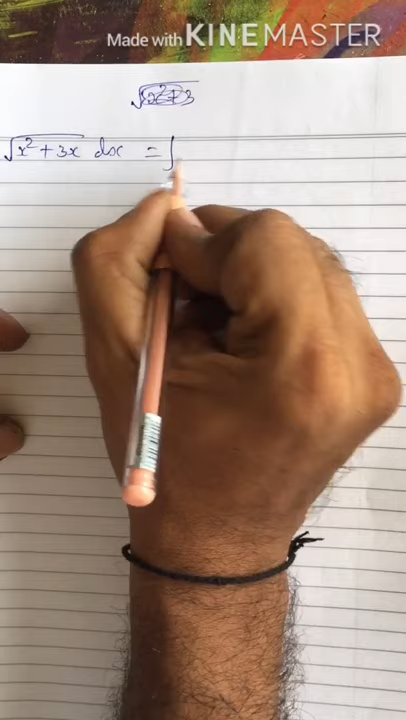 Made with KINEMASTER
√x²+3x dx = ∫